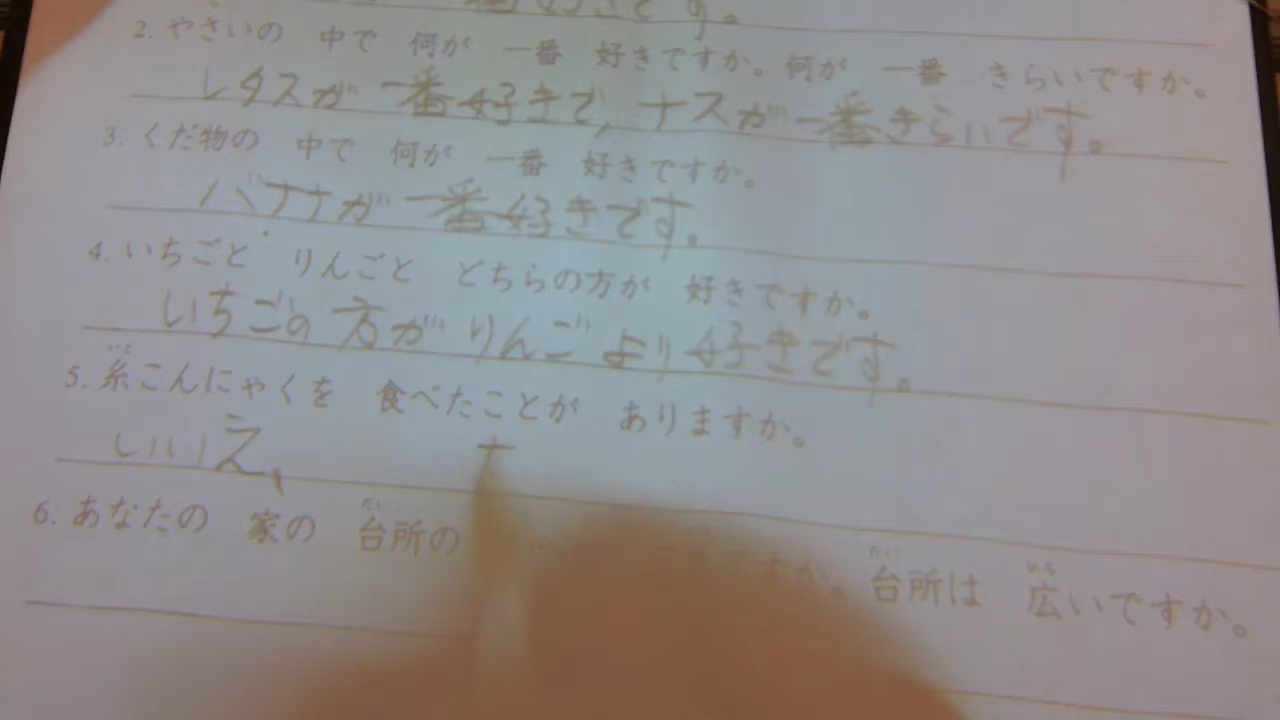 好きです。
2. やさいの 中で 何が 一番 好きですか。何が 一番 きらいですか。
レタスが一番好きで、ナスが一番きらいです。
3. くだ物の 中で 何が 一番 好きですか。
バナナが一番好きです。
4. いちごと りんごと どちらの方が 好きですか。
いちごの方がりんごより好きです。
5. 糸こんにゃくを 食べたことが ありますか。
いいえ、
6. あなたの 家の 台所の すか。台所は 広いですか。